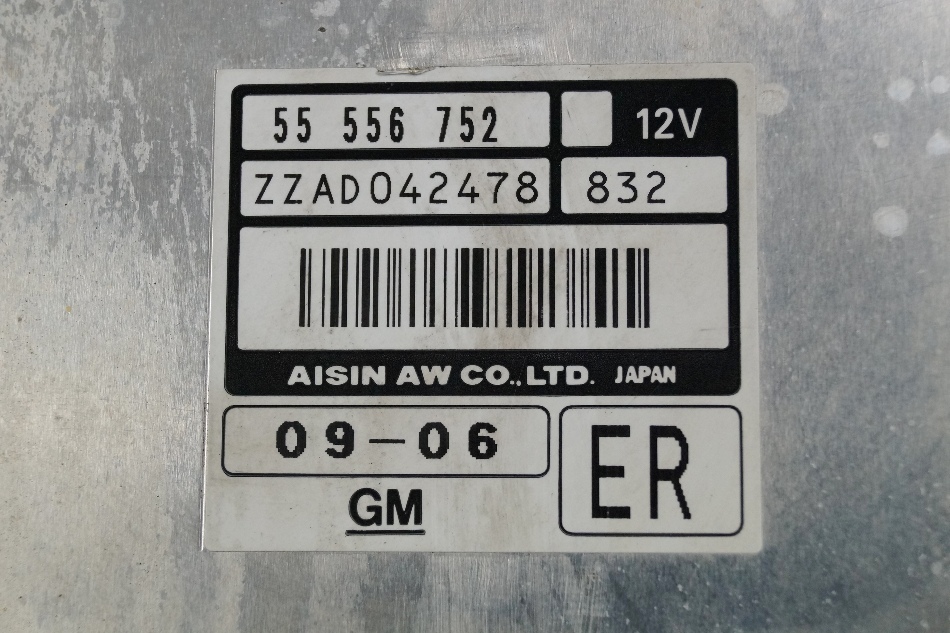 55 556 752 12V
ZZAD042478 832
AISIN AW CO.,LTD. JAPAN
09-06 ER
GM